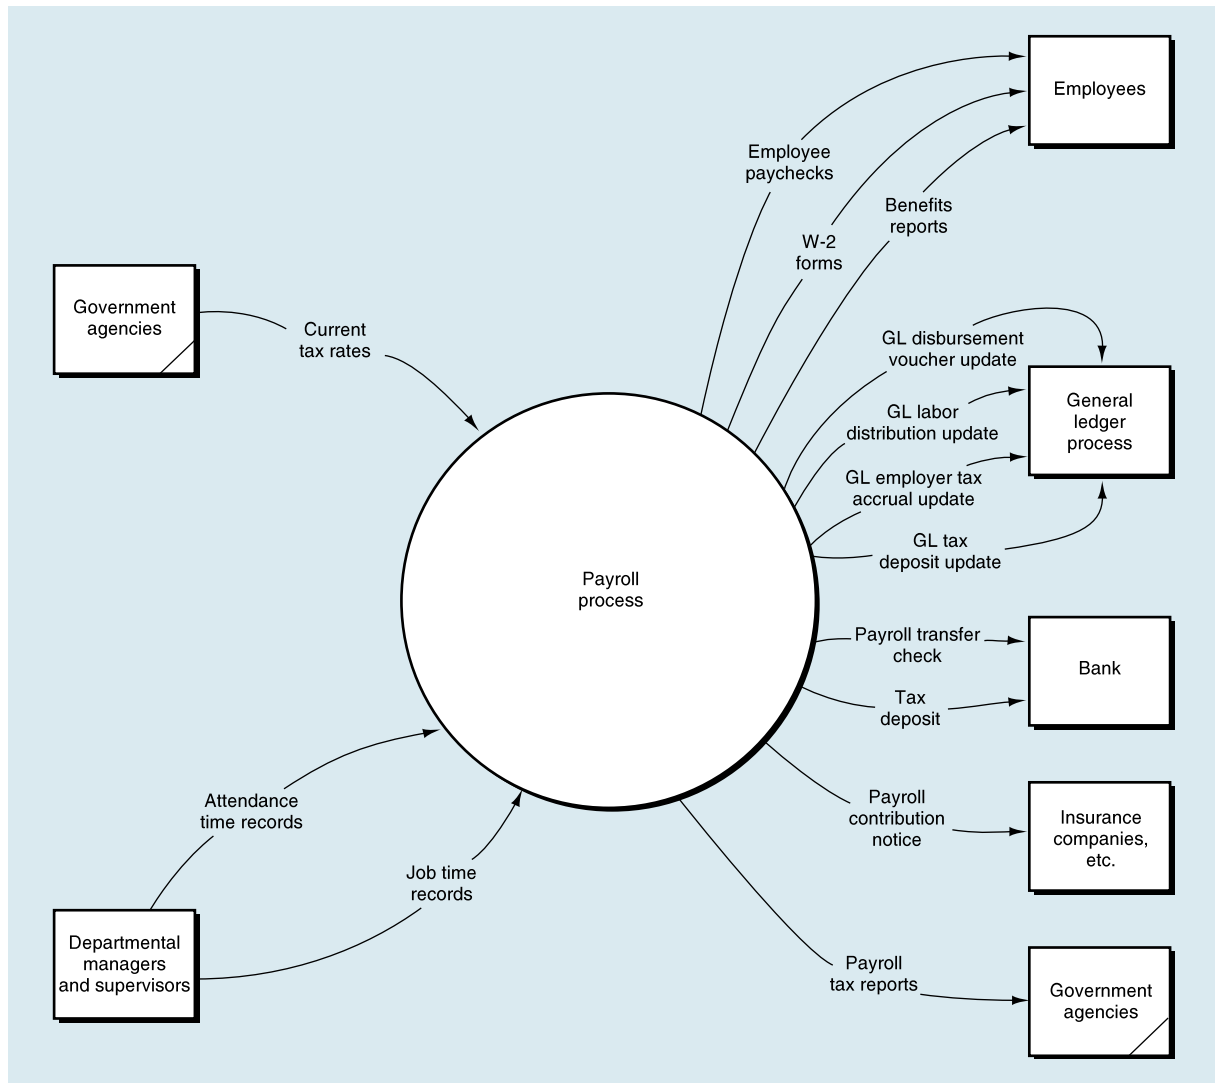 Employees
Employee
paychecks
W-2
forms
Benefits
reports
Government
agencies
Current
tax rates
GL disbursement
voucher update
GL labor
distribution update
GL employer tax
accrual update
GL tax
deposit update
General
ledger
process
Payroll
process
Payroll transfer
check
Tax
deposit
Bank
Attendance
time records
Job time
records
Departmental
managers
and supervisors
Payroll
contribution
notice
Insurance
companies,
etc.
Payroll
tax reports
Government
agencies